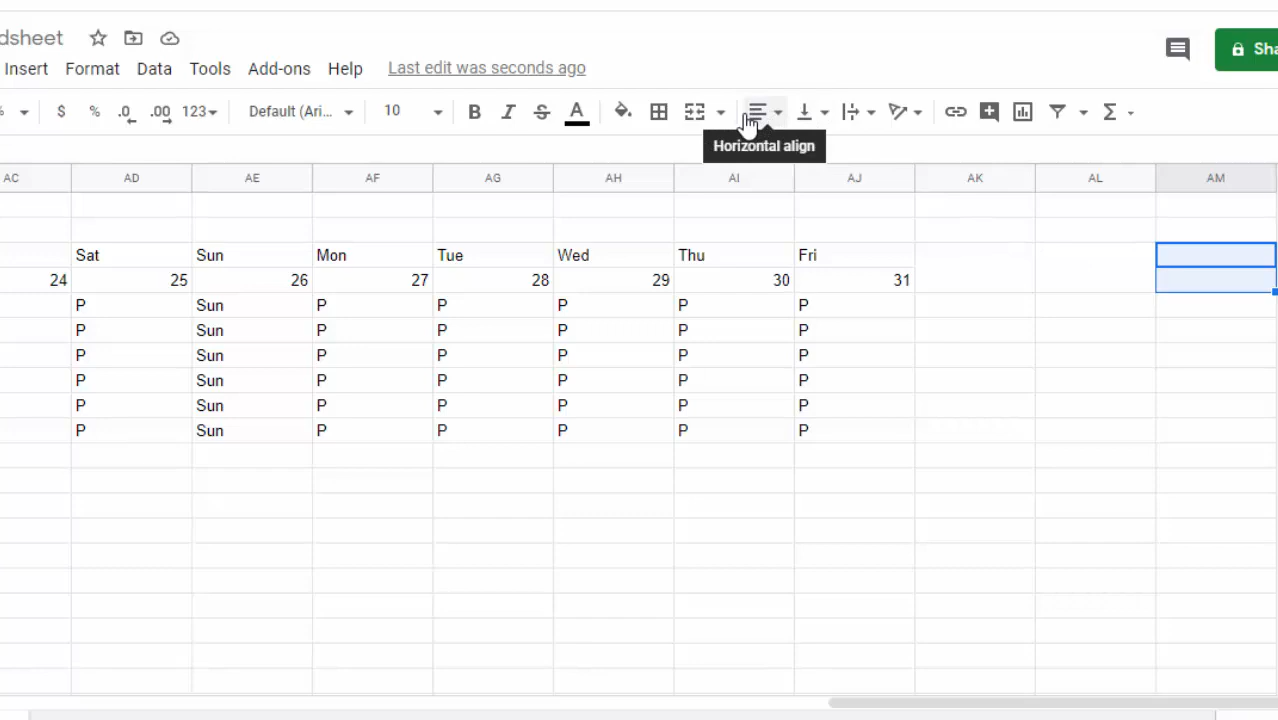 dsheet
Insert Format Data Tools Add-ons Help Last edit was seconds ago
Sha
% $ % .0 .00 123 Default (Ari... 10 B I S A
Horizontal align
AC AD AE AF AG AH AI AJ AK AL AM
Sat Sun Mon Tue Wed Thu Fri
24 25 26 27 28 29 30 31
P Sun P P P P P
P Sun P P P P P
P Sun P P P P P
P Sun P P P P P
P Sun P P P P P
P Sun P P P P P